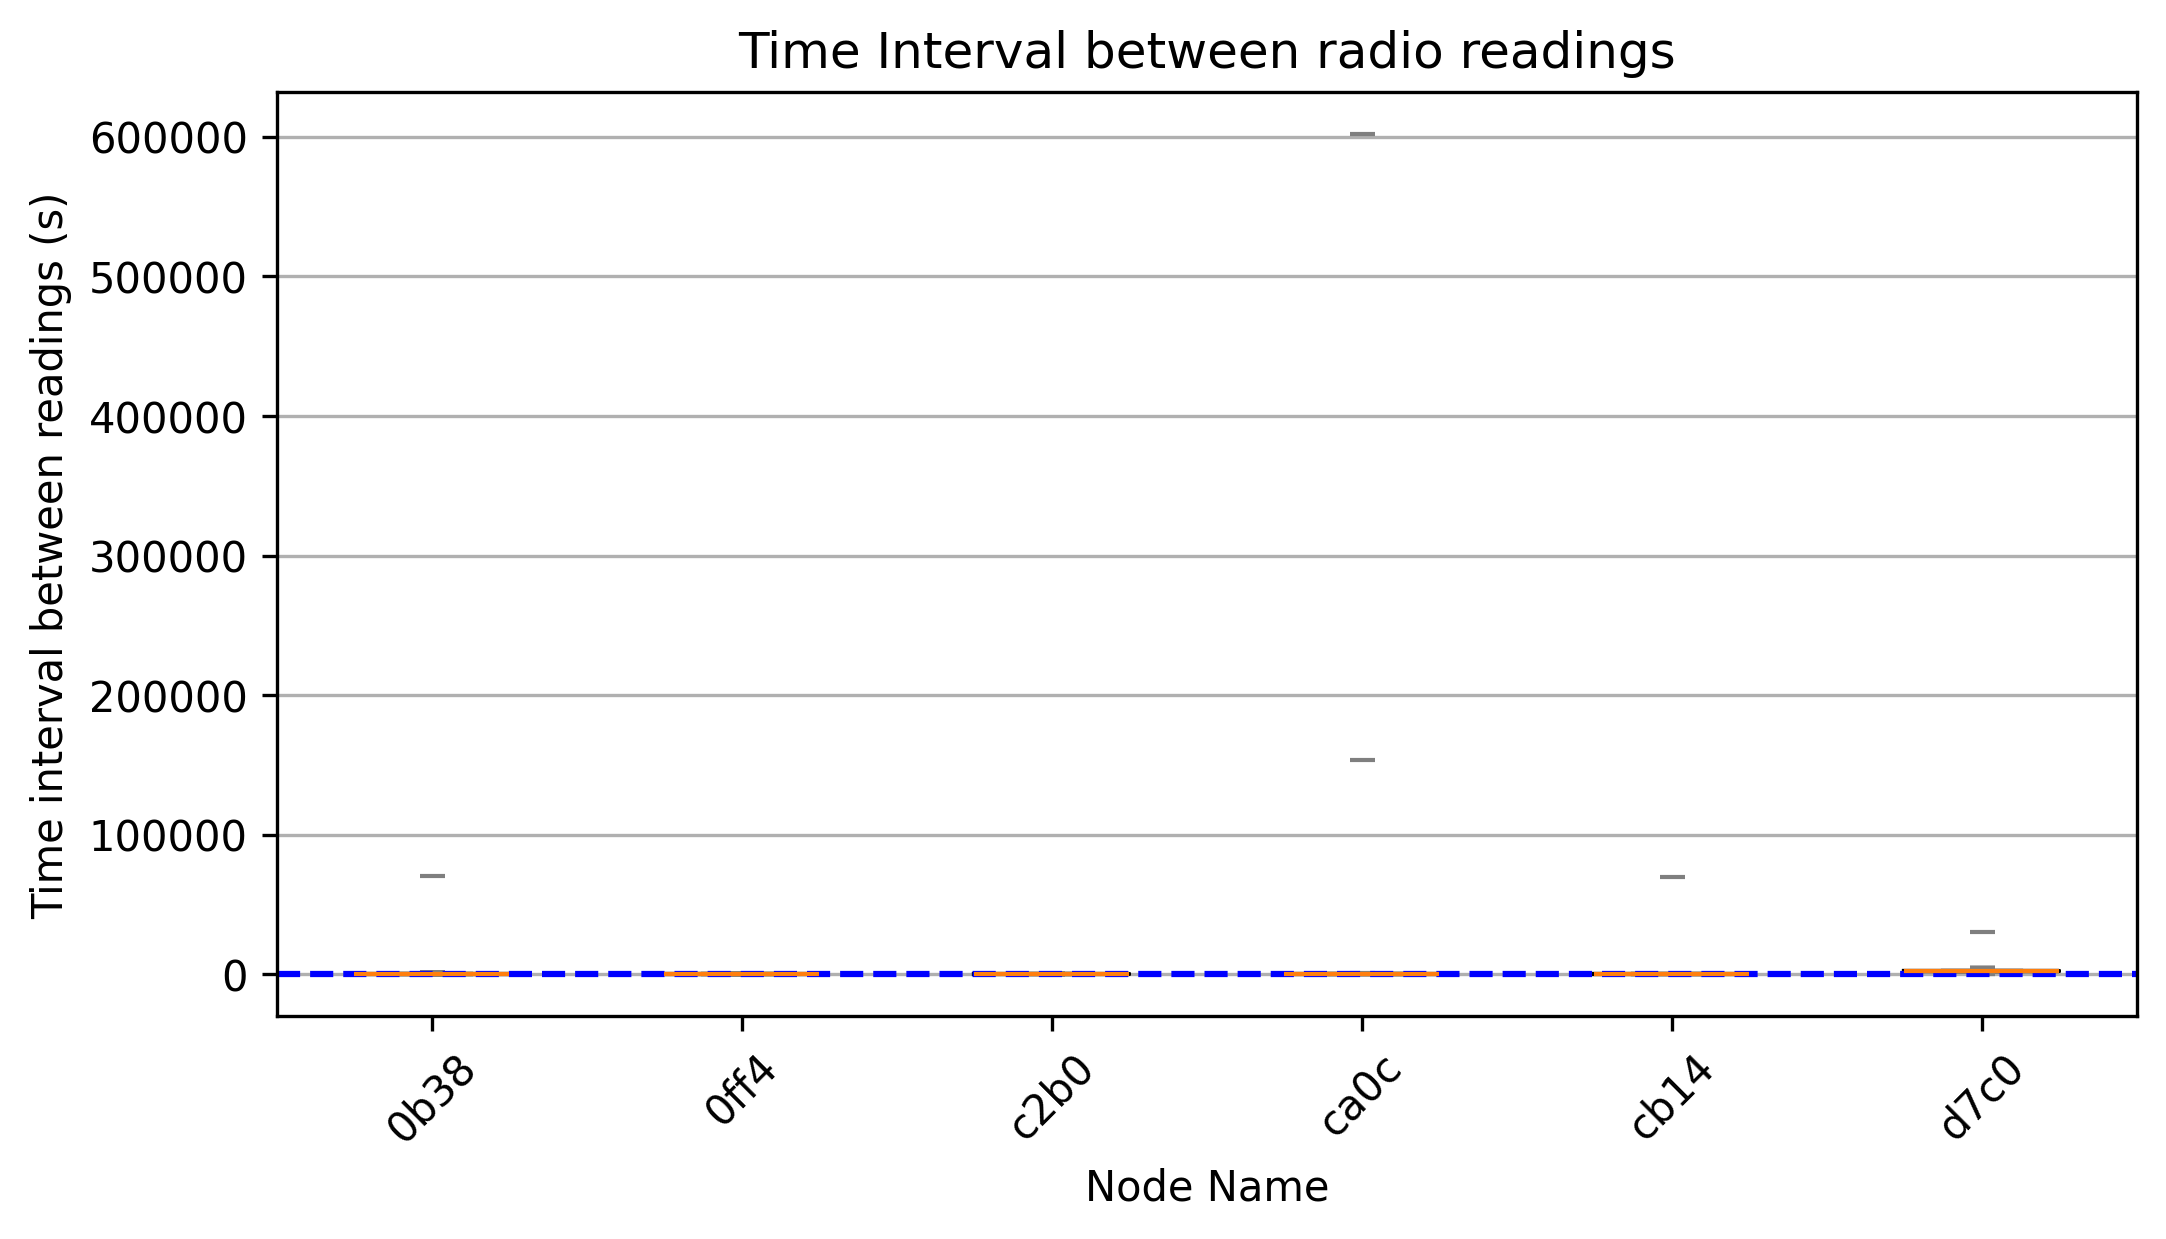 Time Interval between radio readings
Time interval between readings (s)
600000
500000
400000
300000
200000
100000
0
0b38
0ff4
c2b0
ca0c
cb14
d7c0
Node Name